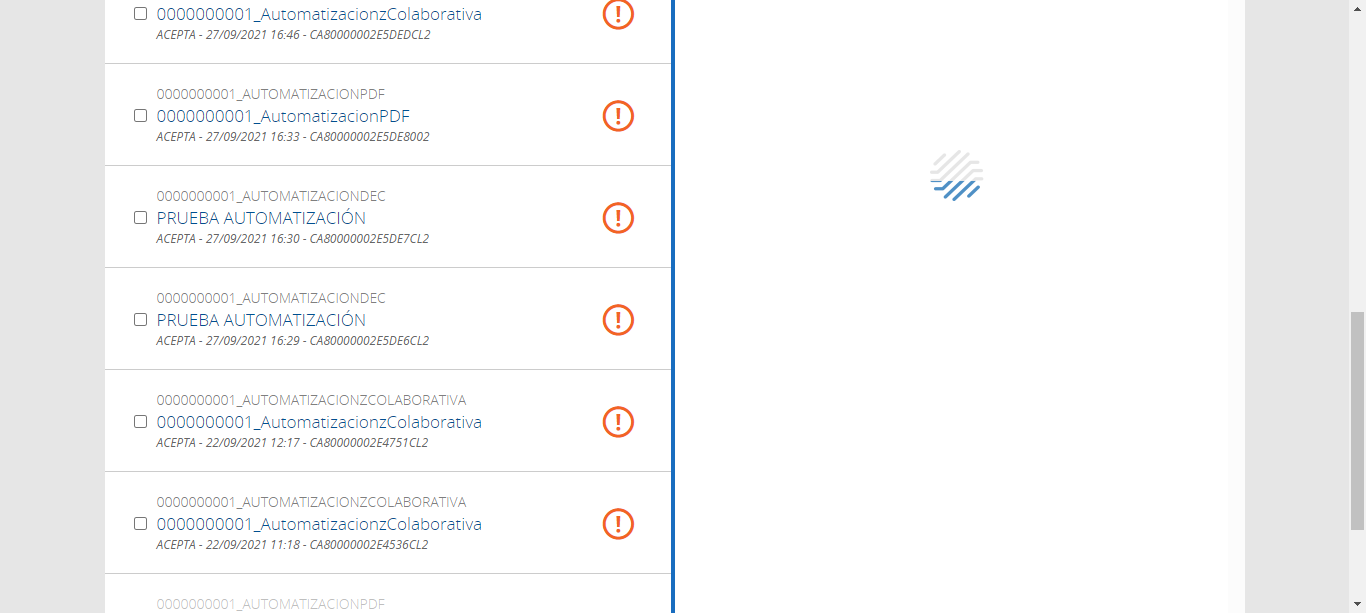 0000000001_AutomatizacionzColaborativa
ACEPTA - 27/09/2021 16:46 - CA80000002E5DEDCL2
0000000001_AUTOMATIZACIONPDF
0000000001_AutomatizacionPDF
ACEPTA - 27/09/2021 16:33 - CA80000002E5DE8002
0000000001_AUTOMATIZACIONDEC
PRUEBA AUTOMATIZACIÓN
ACEPTA - 27/09/2021 16:30 - CA80000002E5DE7CL2
0000000001_AUTOMATIZACIONDEC
PRUEBA AUTOMATIZACIÓN
ACEPTA - 27/09/2021 16:29 - CA80000002E5DE6CL2
0000000001_AUTOMATIZACIONZCOLABORATIVA
0000000001_AutomatizacionzColaborativa
ACEPTA - 22/09/2021 12:17 - CA80000002E4751CL2
0000000001_AUTOMATIZACIONZCOLABORATIVA
0000000001_AutomatizacionzColaborativa
ACEPTA - 22/09/2021 11:18 - CA80000002E4536CL2
0000000001_AUTOMATIZACIONPDF